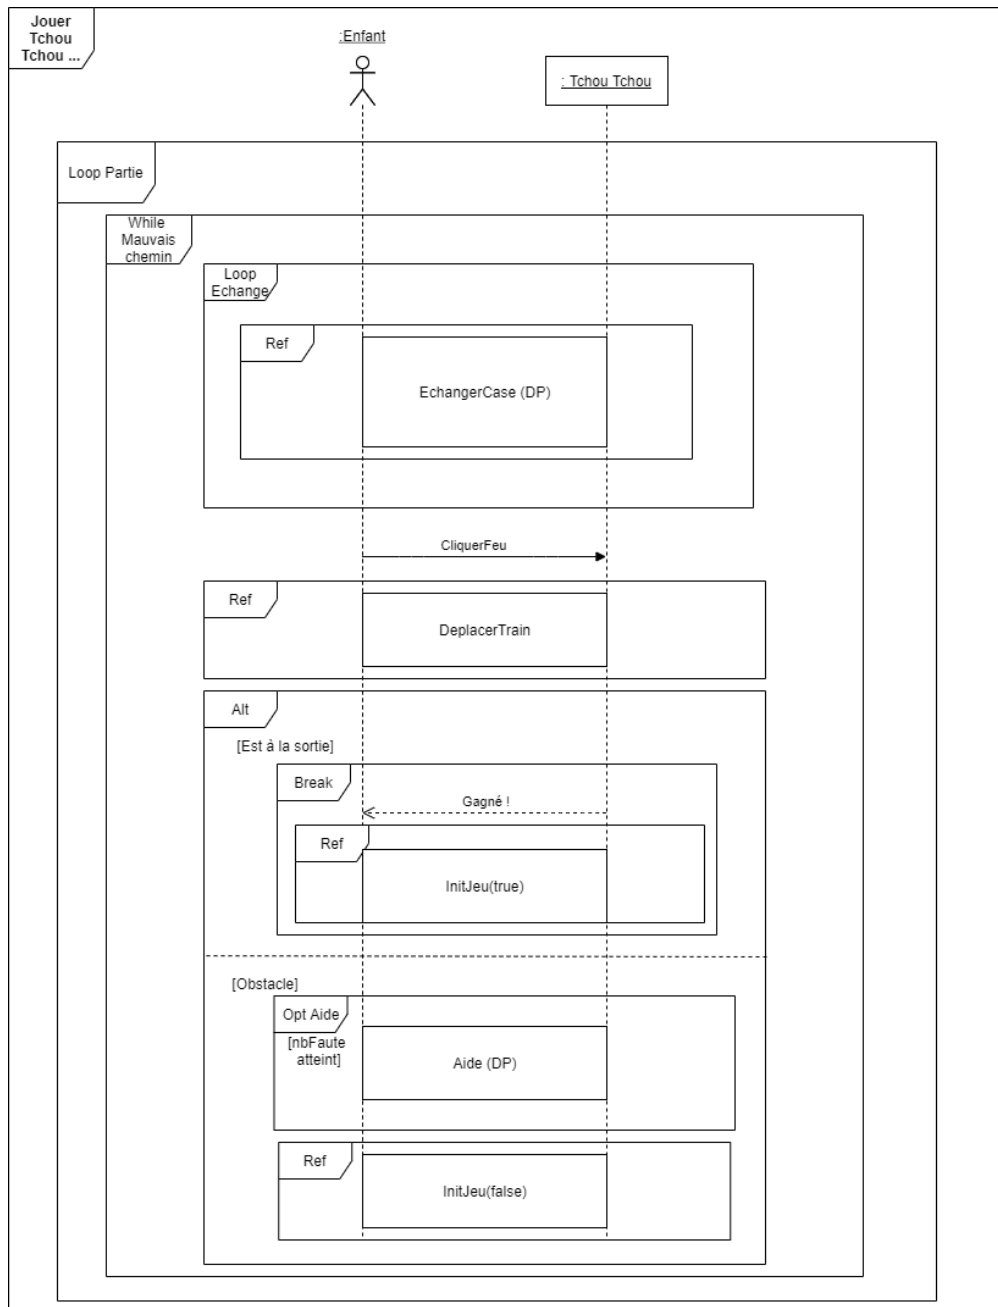 Jouer
Tchou
Tchou ...
:Enfant
: Tchou Tchou
Loop Partie
While
Mauvais
chemin
Loop
Echange
Ref
EchangerCase (DP)
CliquerFeu
Ref
DeplacerTrain
Alt
[Est à la sortie]
Break
Gagné !
Ref
InitJeu(true)
[Obstacle]
Opt Aide
[nbFaute
atteint]
Aide (DP)
Ref
InitJeu(false)